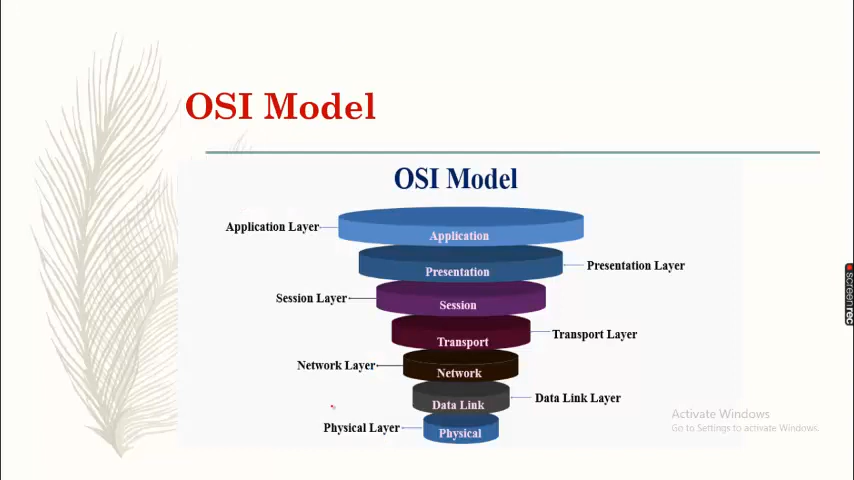 OSI Model
OSI Model
Application Layer
Application
Presentation
Presentation Layer
Session Layer
Session
Transport
Transport Layer
Network Layer
Network
Data Link
Data Link Layer
Physical Layer
Physical
Activate Windows
Go to Settings to activate Windows.
screenrec